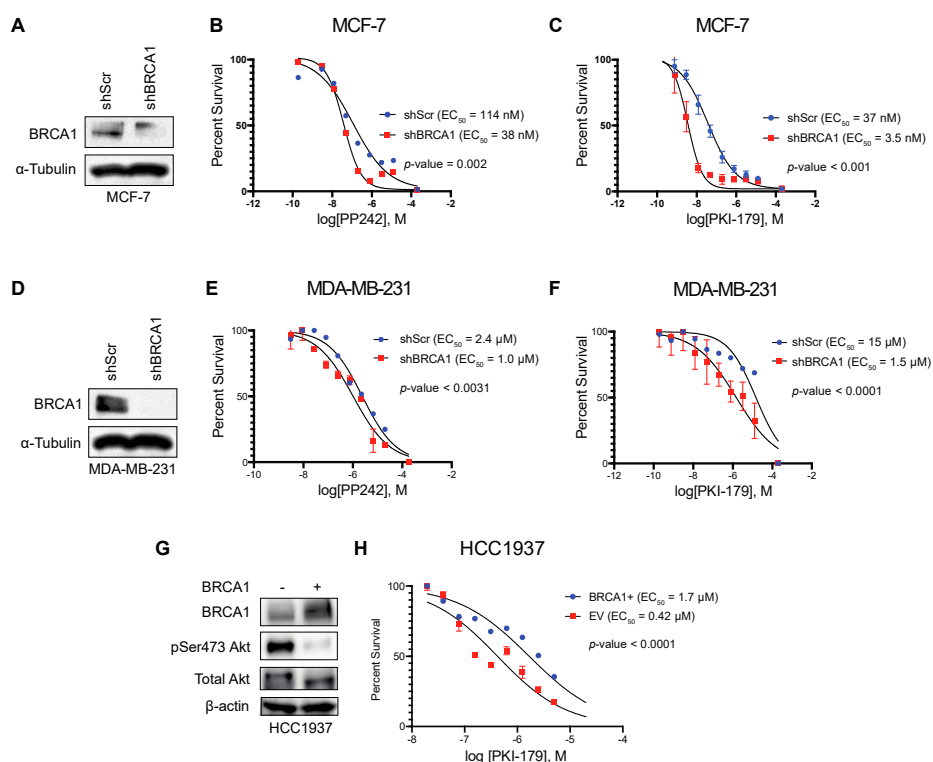 A
shScr
shBRCA1
BRCA1
α-Tubulin
MCF-7
B
MCF-7
Percent Survival
100
50
0
-12 -10 -8 -6 -4 -2
log[PP242], M
shScr (EC50 = 114 nM)
shBRCA1 (EC50 = 38 nM)
p-value = 0.002
C
MCF-7
Percent Survival
100
50
0
-12 -10 -8 -6 -4 -2
log[PKI-179], M
shScr (EC50 = 37 nM)
shBRCA1 (EC50 = 3.5 nM)
p-value < 0.001
D
shScr
shBRCA1
BRCA1
α-Tubulin
MDA-MB-231
E
MDA-MB-231
Percent Survival
100
50
0
-10 -8 -6 -4 -2
log[PP242], M
shScr (EC50 = 2.4 µM)
shBRCA1 (EC50 = 1.0 µM)
p-value < 0.0031
F
MDA-MB-231
Percent Survival
100
50
0
-12 -10 -8 -6 -4 -2
log[PKI-179], M
shScr (EC50 = 15 µM)
shBRCA1 (EC50 = 1.5 µM)
p-value < 0.0001
G
BRCA1 - +
BRCA1
pSer473 Akt
Total Akt
β-actin
HCC1937
H
HCC1937
Percent Survival
100
50
0
-8 -7 -6 -5 -4
log [PKI-179], M
BRCA1+ (EC50 = 1.7 µM)
EV (EC50 = 0.42 µM)
p-value < 0.0001